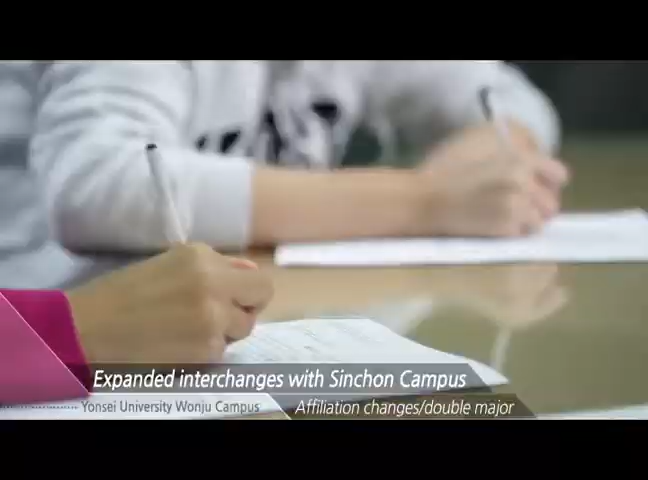 Expanded interchanges with Sinchon Campus
Yonsei University Wonju Campus
Affiliation changes/double major